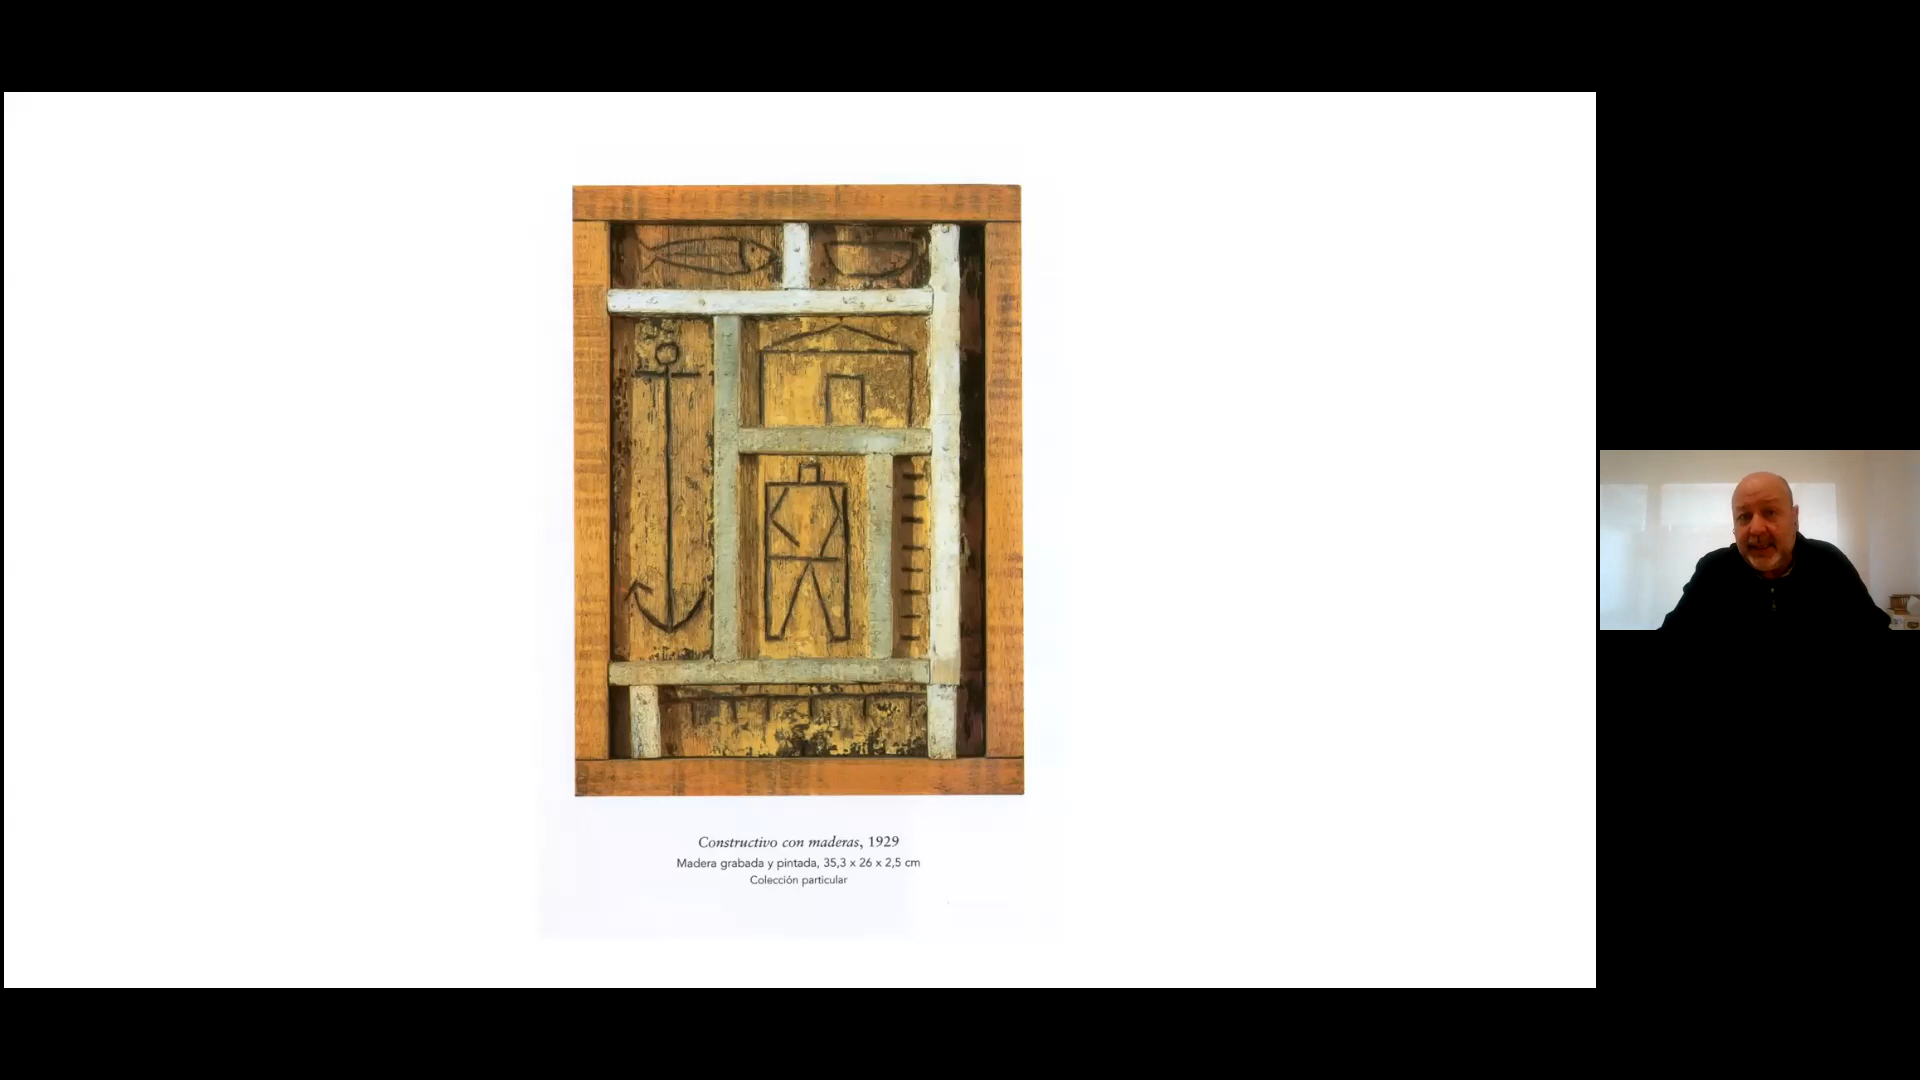 Constructivo con maderas, 1929
Madera grabada y pintada, 35,3 x 26 x 2,5 cm
Colección particular